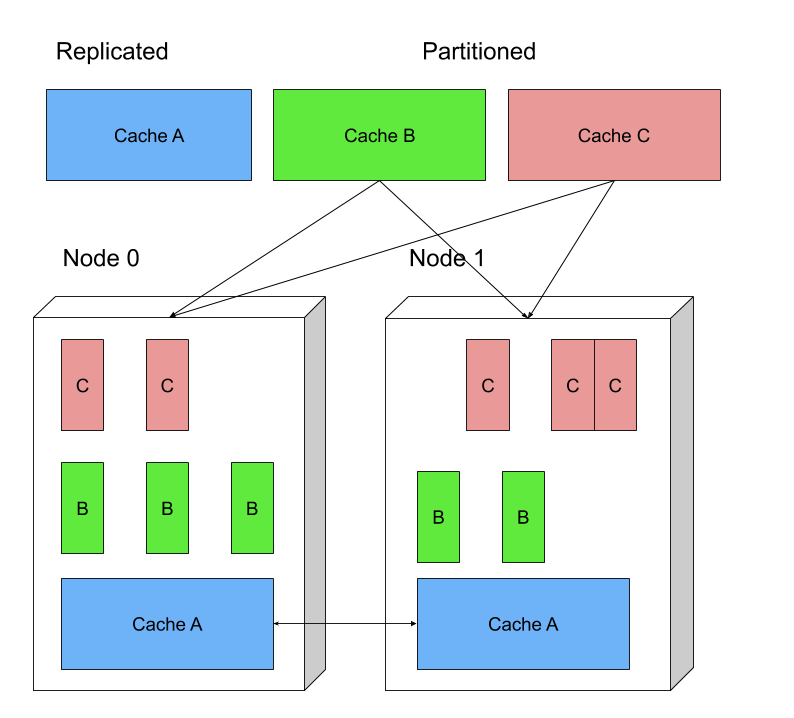 Replicated
Partitioned
Cache A
Cache B
Cache C
Node 0
Node 1
C
C
B
B
B
Cache A
C
C
C
B
B
Cache A